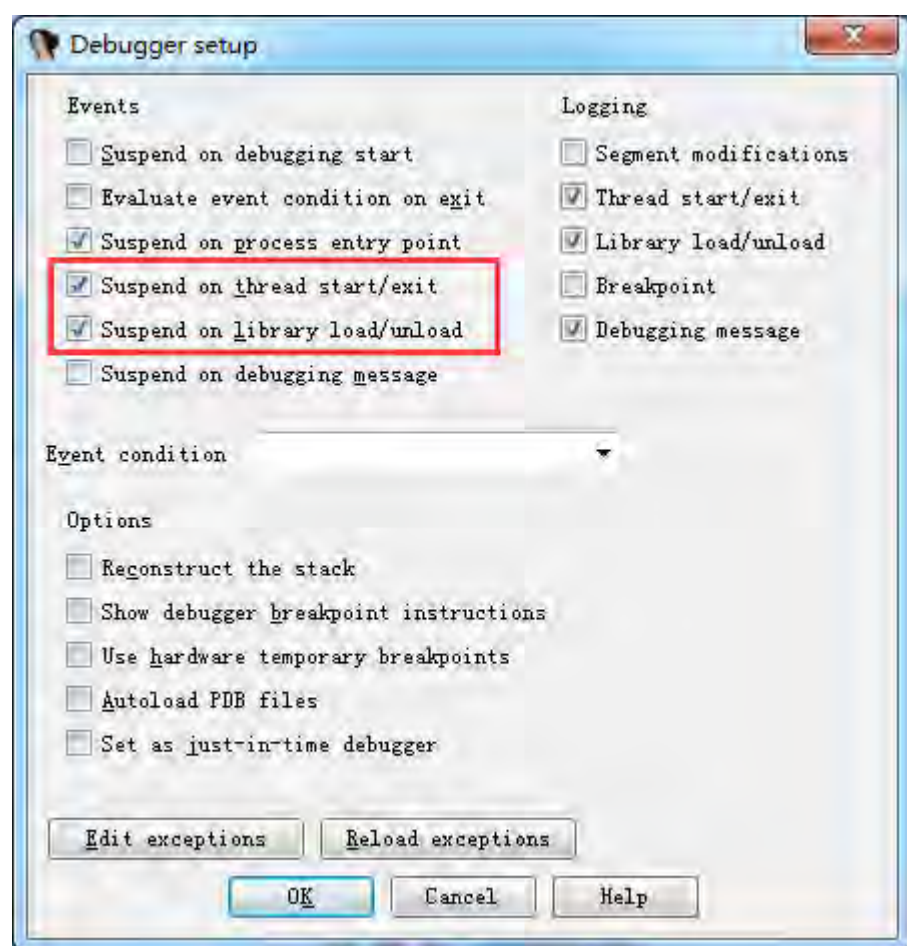 Debugger setup
Events
Suspend on debugging start
Evaluate event condition on exit
Suspend on process entry point
Suspend on thread start/exit
Suspend on library load/unload
Suspend on debugging message
Logging
Segment modifications
Thread start/exit
Library load/unload
Breakpoint
Debugging message
Event condition
Options
Reconstruct the stack
Show debugger breakpoint instructions
Use hardware temporary breakpoints
Autoload PDB files
Set as just-in-time debugger
Edit exceptions
Reload exceptions
OK
Cancel
Help